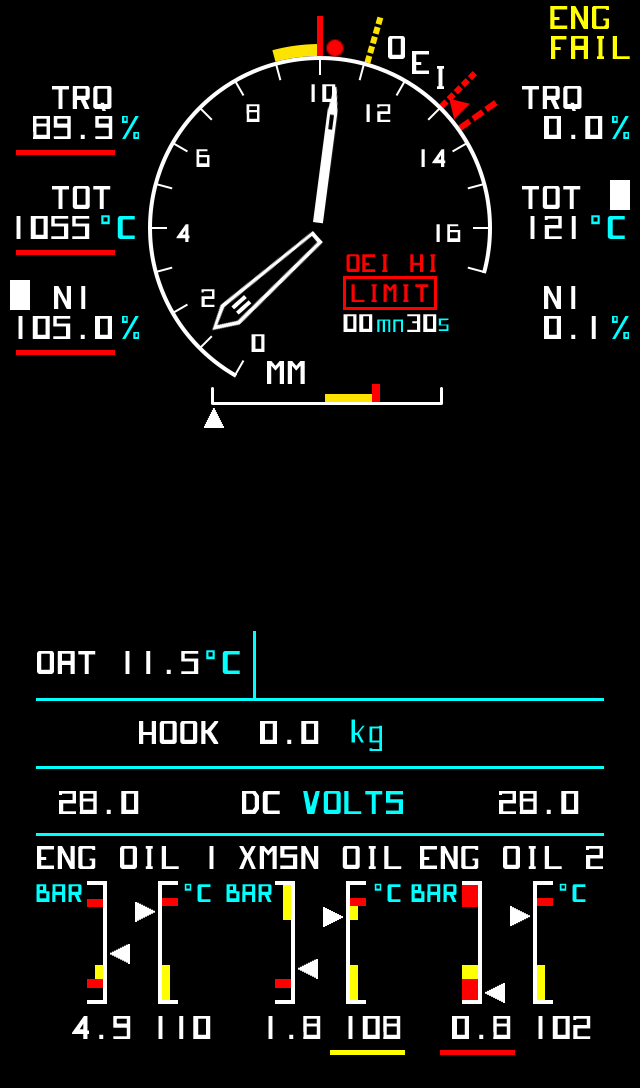 ENG
FAIL
OEI
TRQ
89.9%
TRQ
0.0%
TOT
1055°C
TOT
121°C
N1
105.0%
N1
0.1%
0
2
4
6
8
10
12
14
16
OEI HI
LIMIT
00mn30s
MM
OAT 11.5°C
HOOK 0.0 kg
28.0 DC VOLTS 28.0
ENG OIL 1 XMSN OIL ENG OIL 2
BAR °C BAR °C BAR °C
4.9 110 1.8 108 0.8 102